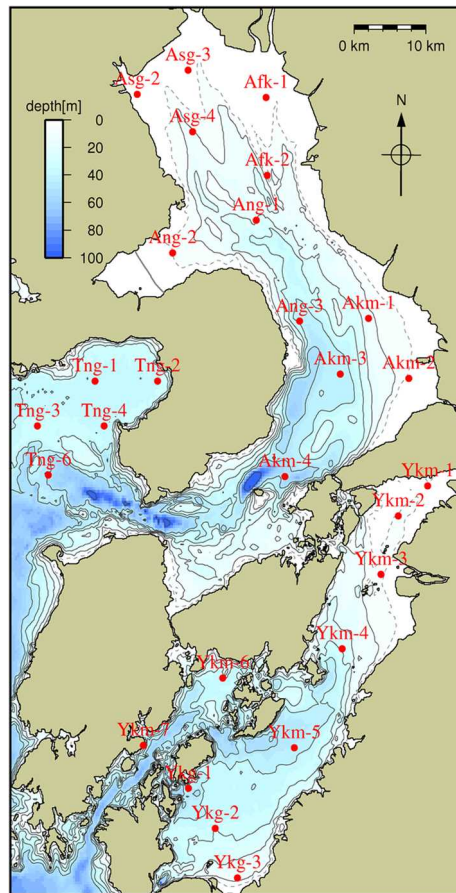 Asg-3
0 km 10 km
Asg-2
Afk-1
depth[m]
N
0
20
40
60
80
100
Asg-4
Afk-2
Ang-1
Ang-2
Ang-3
Akm-1
Tng-1
Tng-2
Akm-3
Akm-2
Tng-3
Tng-4
Tng-6
Akm-4
Ykm-1
Ykm-2
Ykm-3
Ykm-4
Ykm-6
Ykm-7
Ykm-5
Ykg-1
Ykg-2
Ykg-3